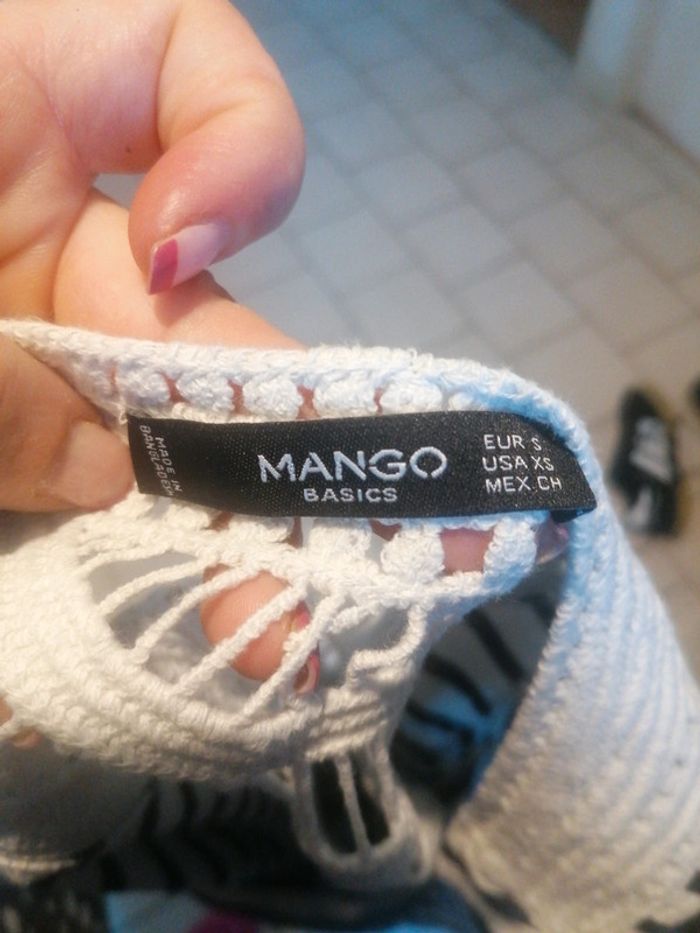 MADE IN
BANGLADESH
MANGO
BASICS
EUR S
USA XS
MEX CH